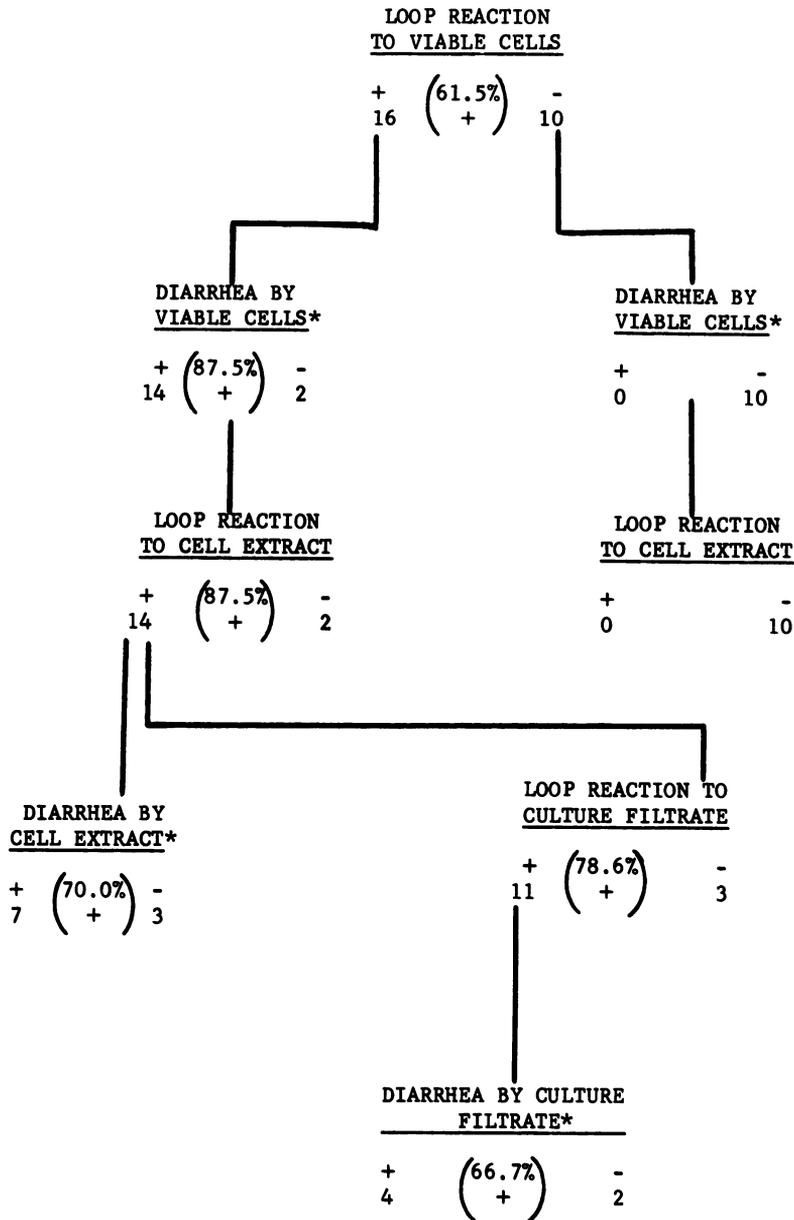 LOOP REACTION
TO VIABLE CELLS
+ (61.5%) -
16 + 10
DIARRHEA BY
VIABLE CELLS*
+ (87.5%) -
14 + 2
DIARRHEA BY
VIABLE CELLS*
+ -
0 10
LOOP REACTION
TO CELL EXTRACT
+ (87.5%) -
14 + 2
LOOP REACTION
TO CELL EXTRACT
+ -
0 10
DIARRHEA BY
CELL EXTRACT*
+ (70.0%) -
7 + 3
LOOP REACTION TO
CULTURE FILTRATE
+ (78.6%) -
11 + 3
DIARRHEA BY CULTURE
FILTRATE*
+ (66.7%) -
4 + 2